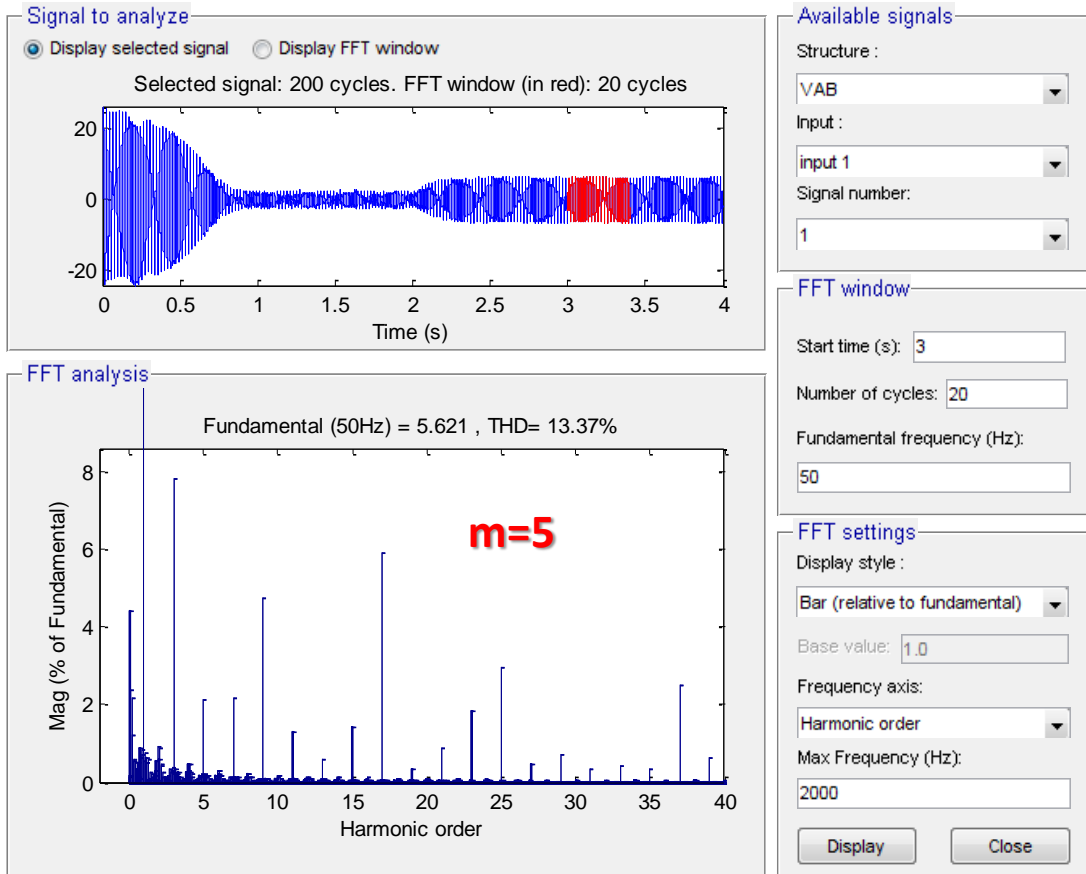 Signal to analyze
Display selected signal Display FFT window
Selected signal: 200 cycles. FFT window (in red): 20 cycles
20
0
-20
0 0.5 1 1.5 2 2.5 3 3.5 4
Time (s)
FFT analysis
Fundamental (50Hz) = 5.621 , THD= 13.37%
m=5
Mag (% of Fundamental)
8
6
4
2
0
0 5 10 15 20 25 30 35 40
Harmonic order
Available signals
Structure :
VAB
Input :
input 1
Signal number:
1
FFT window
Start time (s): 3
Number of cycles: 20
Fundamental frequency (Hz):
50
FFT settings
Display style :
Bar (relative to fundamental)
Base value: 1.0
Frequency axis:
Harmonic order
Max Frequency (Hz):
2000
Display Close